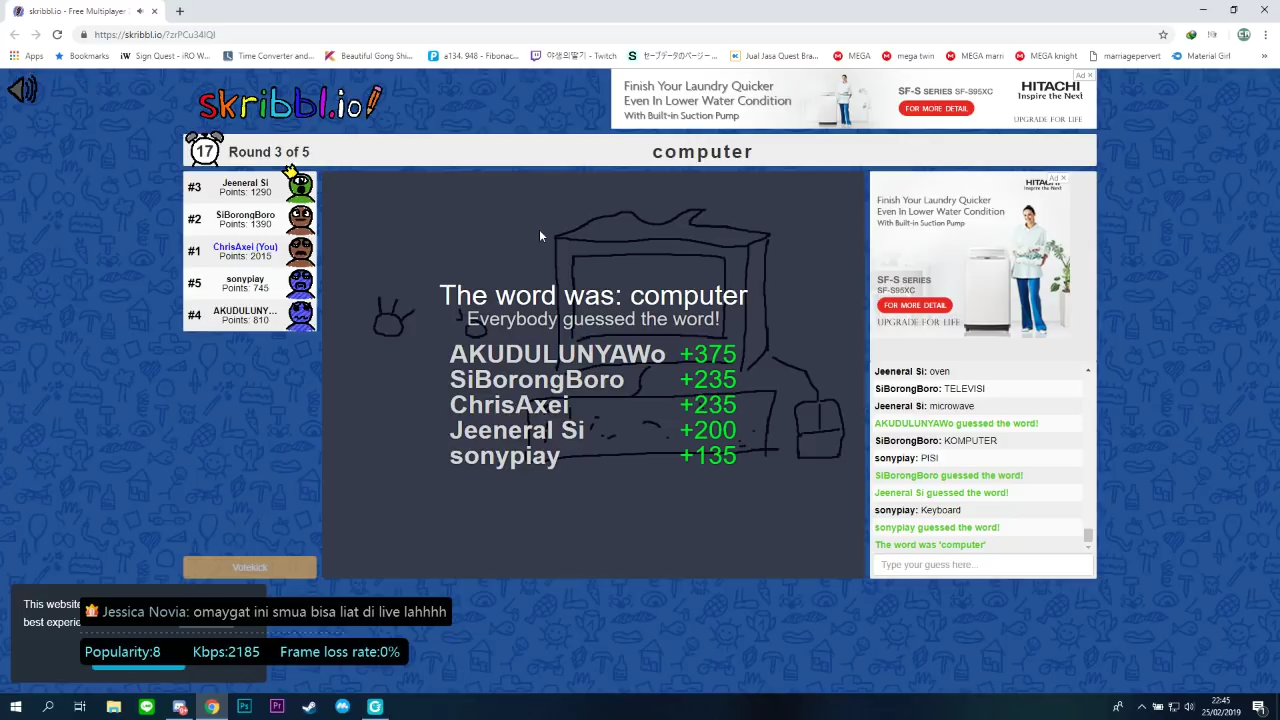 skribbl.io - Free Multiplayer
https://skribbl.io/?zrPCu34IQI
Apps
Bookmarks
Sign Quest - iRO W...
Time Converter and...
Beautiful Gong Shi...
a134. 948 - Fibonac...
Twitch
Jual Jasa Quest Bra...
MEGA
mega twin
MEGA marri
MEGA knight
marriagepervert
Material Girl
skribbl.io
Finish Your Laundry Quicker
Even In Lower Water Condition
With Built-in Suction Pump
SF-S SERIES SF-S95XC
FOR MORE DETAIL
Ad
HITACHI
Inspire the Next
UPGRADE FOR LIFE
17
Round 3 of 5
computer
#3
Jeeneral Si
Points: 1290
#2
SiBorongBoro
Points: 1390
#1
ChrisAxei (You)
Points: 2015
#5
sonypiay
Points: 745
#4
AKUDULUNY...
Points: 810
The word was: computer
Everybody guessed the word!
AKUDULUNYAWo +375
SiBorongBoro +235
ChrisAxei +235
Jeeneral Si +200
sonypiay +135
Ad
Finish Your Laundry Quicker
Even In Lower Water Condition
With Built-in Suction Pump
SF-S SERIES
SF-S95XC
FOR MORE DETAIL
UPGRADE FOR LIFE
Jeeneral Si: oven
SiBorongBoro: TELEVISI
Jeeneral Si: microwave
AKUDULUNYAWo guessed the word!
SiBorongBoro: KOMPUTER
sonypiay: PISI
SiBorongBoro guessed the word!
Jeeneral Si guessed the word!
sonypiay: Keyboard
sonypiay guessed the word!
The word was 'computer'
Type your guess here...
Votekick
This website
best experie
Jessica Novia: omaygat ini smua bisa liat di live lahhhh
Popularity:8 Kbps:2185 Frame loss rate:0%
22:45
25/02/2019